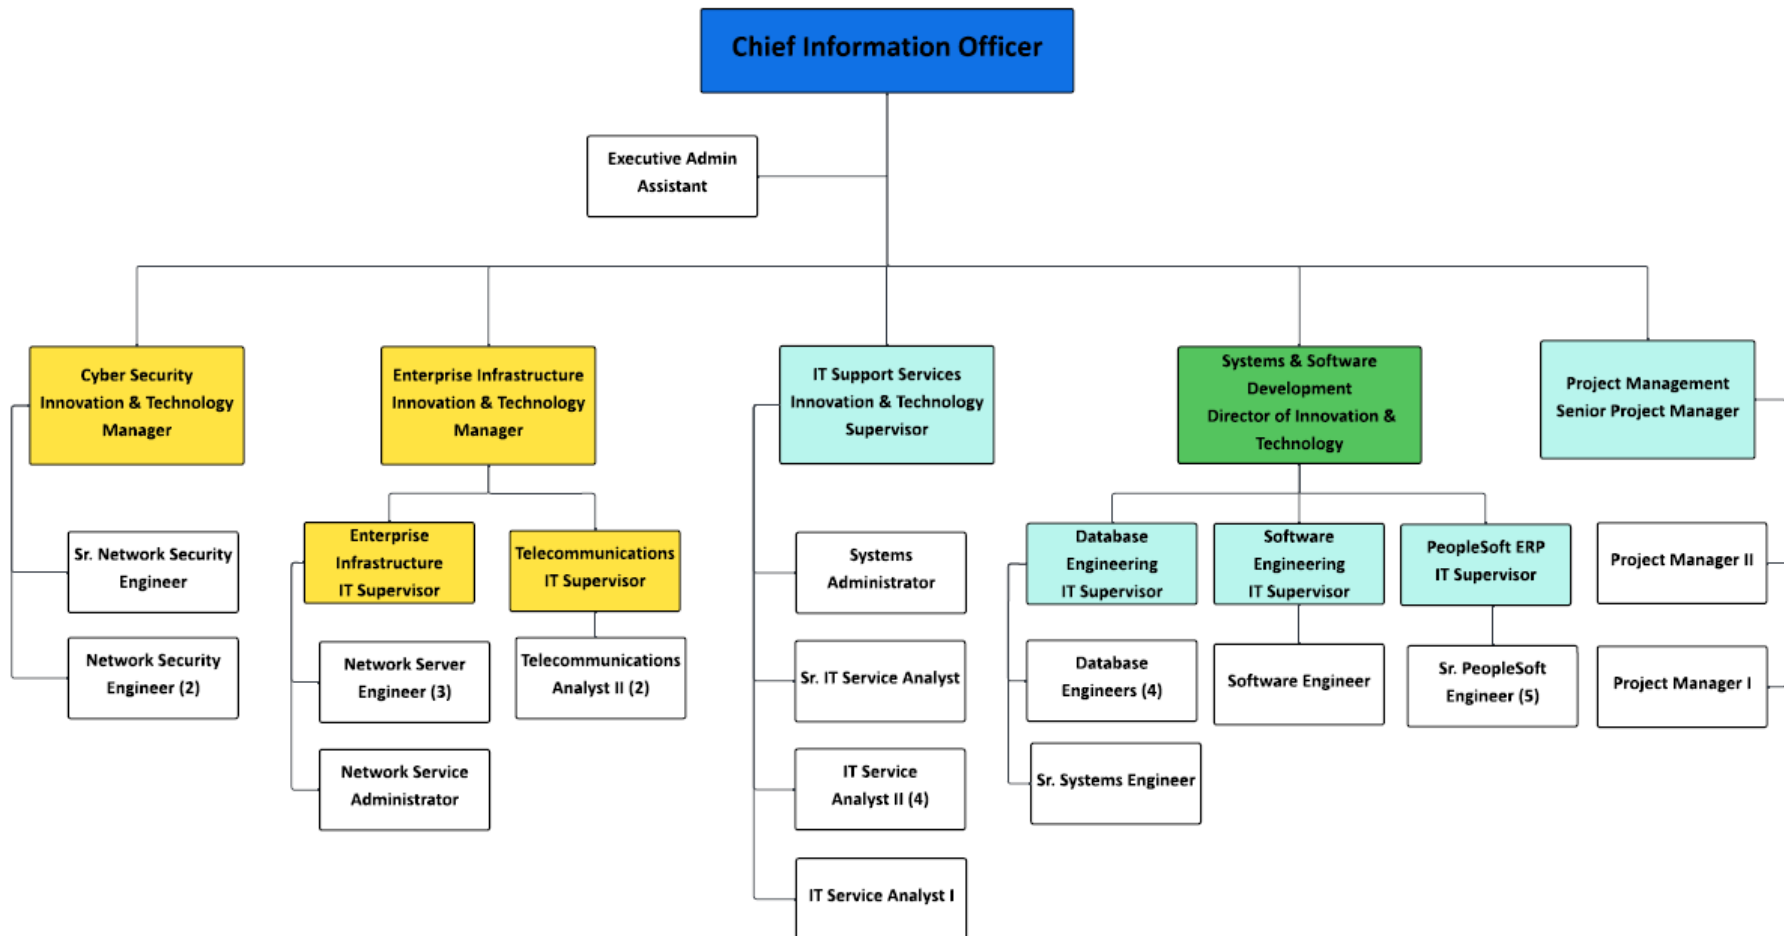 Chief Information Officer
Executive Admin
Assistant
Cyber Security
Innovation & Technology
Manager
Enterprise Infrastructure
Innovation & Technology
Manager
IT Support Services
Innovation & Technology
Supervisor
Systems & Software
Development
Director of Innovation &
Technology
Project Management
Senior Project Manager
Sr. Network Security
Engineer
Network Security
Engineer (2)
Enterprise
Infrastructure
IT Supervisor
Network Server
Engineer (3)
Network Service
Administrator
Telecommunications
IT Supervisor
Telecommunications
Analyst II (2)
Systems
Administrator
Sr. IT Service Analyst
IT Service
Analyst II (4)
IT Service Analyst I
Database
Engineering
IT Supervisor
Database
Engineers (4)
Sr. Systems Engineer
Software
Engineering
IT Supervisor
Software Engineer
PeopleSoft ERP
IT Supervisor
Sr. PeopleSoft
Engineer (5)
Project Manager II
Project Manager I